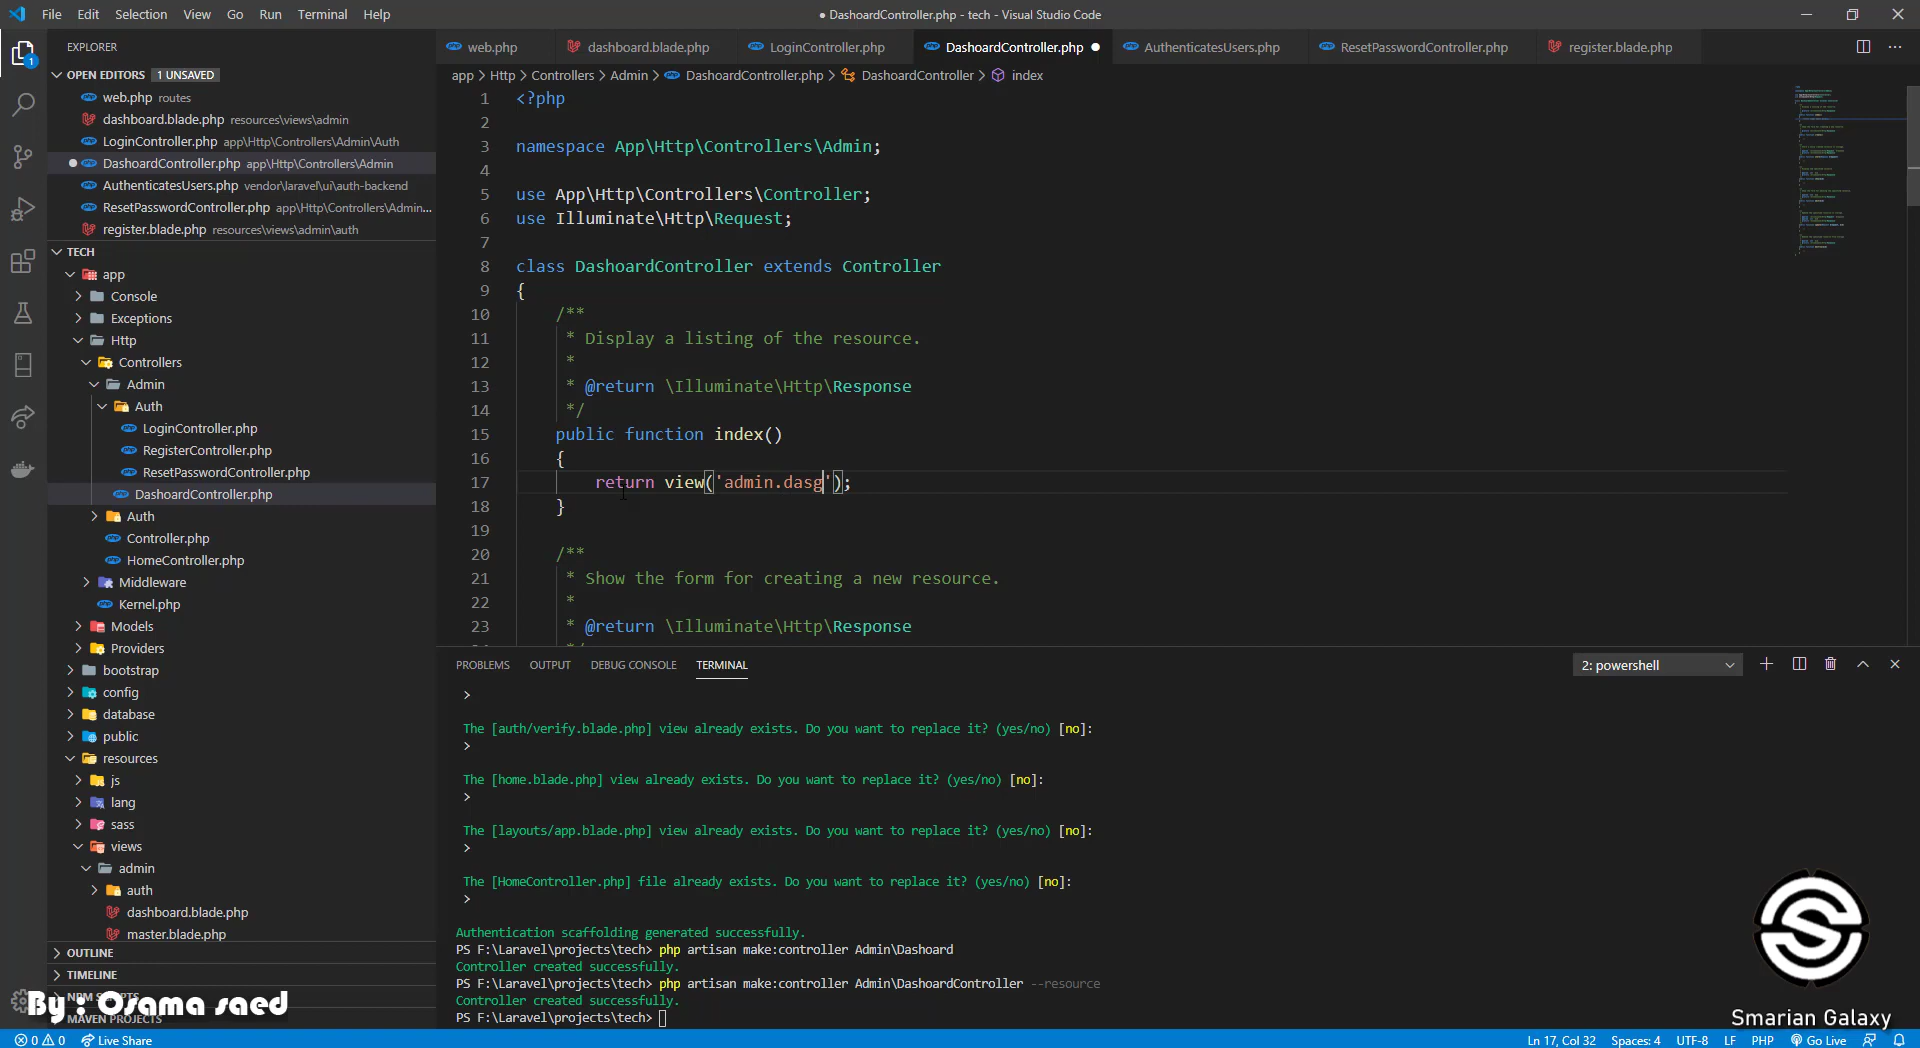 File Edit Selection View Go Run Terminal Help
● DashoardController.php - tech - Visual Studio Code
EXPLORER
OPEN EDITORS 1 UNSAVED
web.php routes
dashboard.blade.php resources\views\admin
LoginController.php app\Http\Controllers\Admin\Auth
DashoardController.php app\Http\Controllers\Admin
AuthenticatesUsers.php vendor\laravel\ui\auth-backend
ResetPasswordController.php app\Http\Controllers\Admin...
register.blade.php resources\views\admin\auth
TECH
app
Console
Exceptions
Http
Controllers
Admin
Auth
LoginController.php
RegisterController.php
ResetPasswordController.php
DashoardController.php
Auth
Controller.php
HomeController.php
Middleware
Kernel.php
Models
Providers
bootstrap
config
database
public
resources
js
lang
sass
views
admin
auth
dashboard.blade.php
master.blade.php
OUTLINE
TIMELINE
NPM SCRIPTS
MAVEN PROJECTS
By : Osama saed
web.php dashboard.blade.php LoginController.php DashoardController.php ● AuthenticatesUsers.php ResetPasswordController.php register.blade.php
app > Http > Controllers > Admin > DashoardController.php > DashoardController > index
1 <?php
2
3 namespace App\Http\Controllers\Admin;
4
5 use App\Http\Controllers\Controller;
6 use Illuminate\Http\Request;
7
8 class DashoardController extends Controller
9 {
10 /**
11 * Display a listing of the resource.
12 *
13 * @return \Illuminate\Http\Response
14 */
15 public function index()
16 {
17 return view('admin.dasg');
18 }
19
20 /**
21 * Show the form for creating a new resource.
22 *
23 * @return \Illuminate\Http\Response
PROBLEMS OUTPUT DEBUG CONSOLE TERMINAL
2: powershell
>
The [auth/verify.blade.php] view already exists. Do you want to replace it? (yes/no) [no]:
>
The [home.blade.php] view already exists. Do you want to replace it? (yes/no) [no]:
>
The [layouts/app.blade.php] view already exists. Do you want to replace it? (yes/no) [no]:
>
The [HomeController.php] file already exists. Do you want to replace it? (yes/no) [no]:
>
Authentication scaffolding generated successfully.
PS F:\Laravel\projects\tech> php artisan make:controller Admin\Dashoard
Controller created successfully.
PS F:\Laravel\projects\tech> php artisan make:controller Admin\DashoardController --resource
Controller created successfully.
PS F:\Laravel\projects\tech>
Smarian Galaxy
0 0 Live Share
Ln 17, Col 32 Spaces: 4 UTF-8 LF PHP Go Live